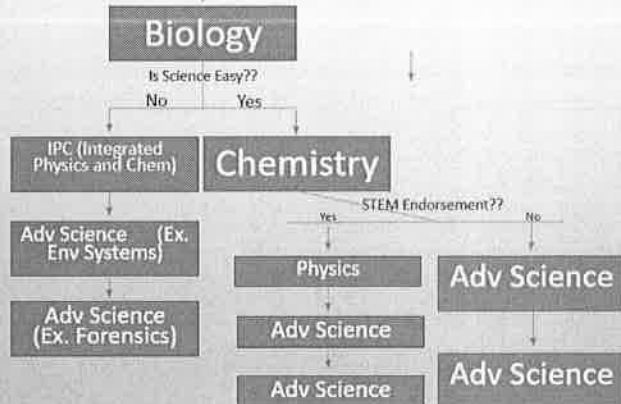 Biology
Is Science Easy??
No
Yes
IPC (Integrated
Physics and Chem)
Chemistry
STEM Endorsement??
Yes
No
Adv Science (Ex.
Env Systems)
Physics
Adv Science
Adv Science
(Ex. Forensics)
Adv Science
Adv Science
Adv Science